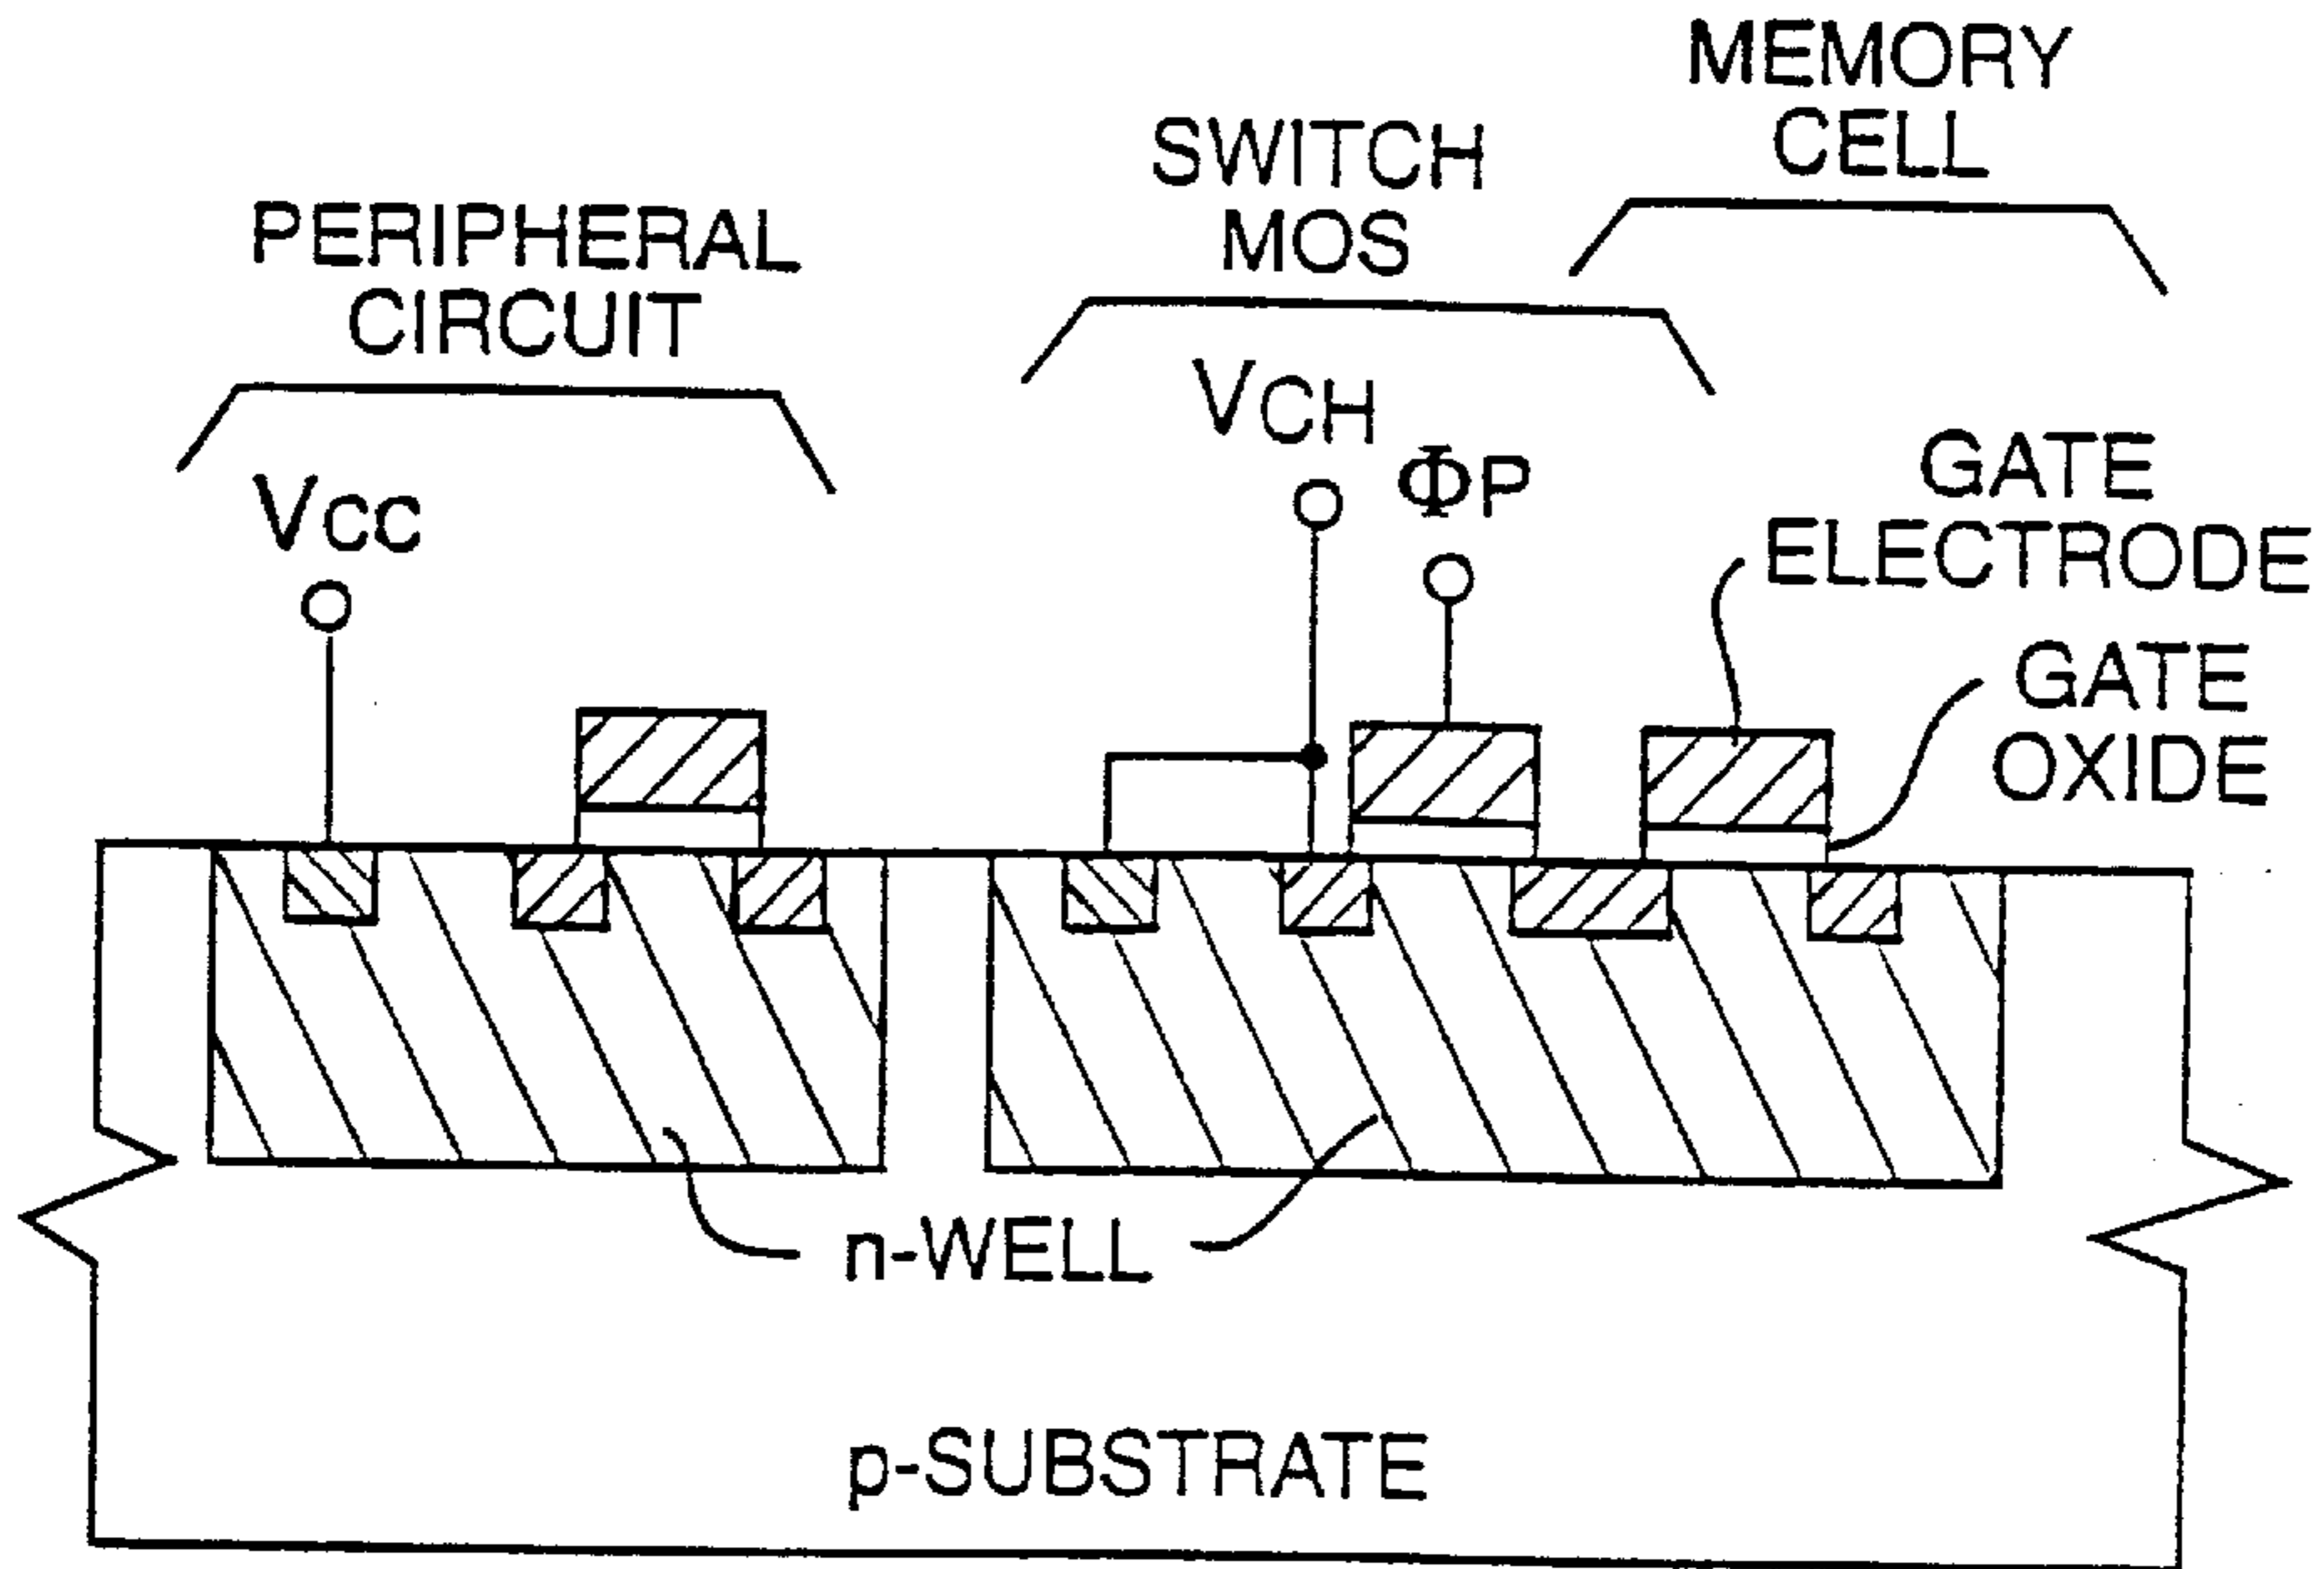 MEMORY
CELL
SWITCH
MOS
PERIPHERAL
CIRCUIT
VCH
ΦP
VCC
GATE
ELECTRODE
GATE
OXIDE
n-WELL
p-SUBSTRATE